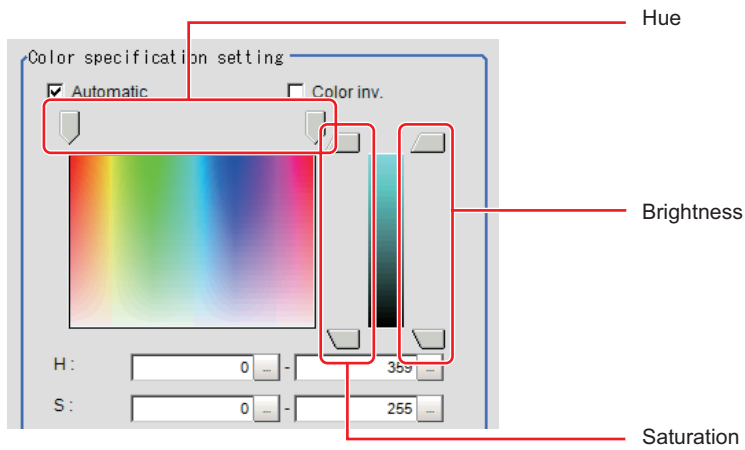 Hue
Color specification setting
Automatic Color inv.
Brightness
H: 0 ... - 359 ...
S: 0 ... - 255 ...
Saturation